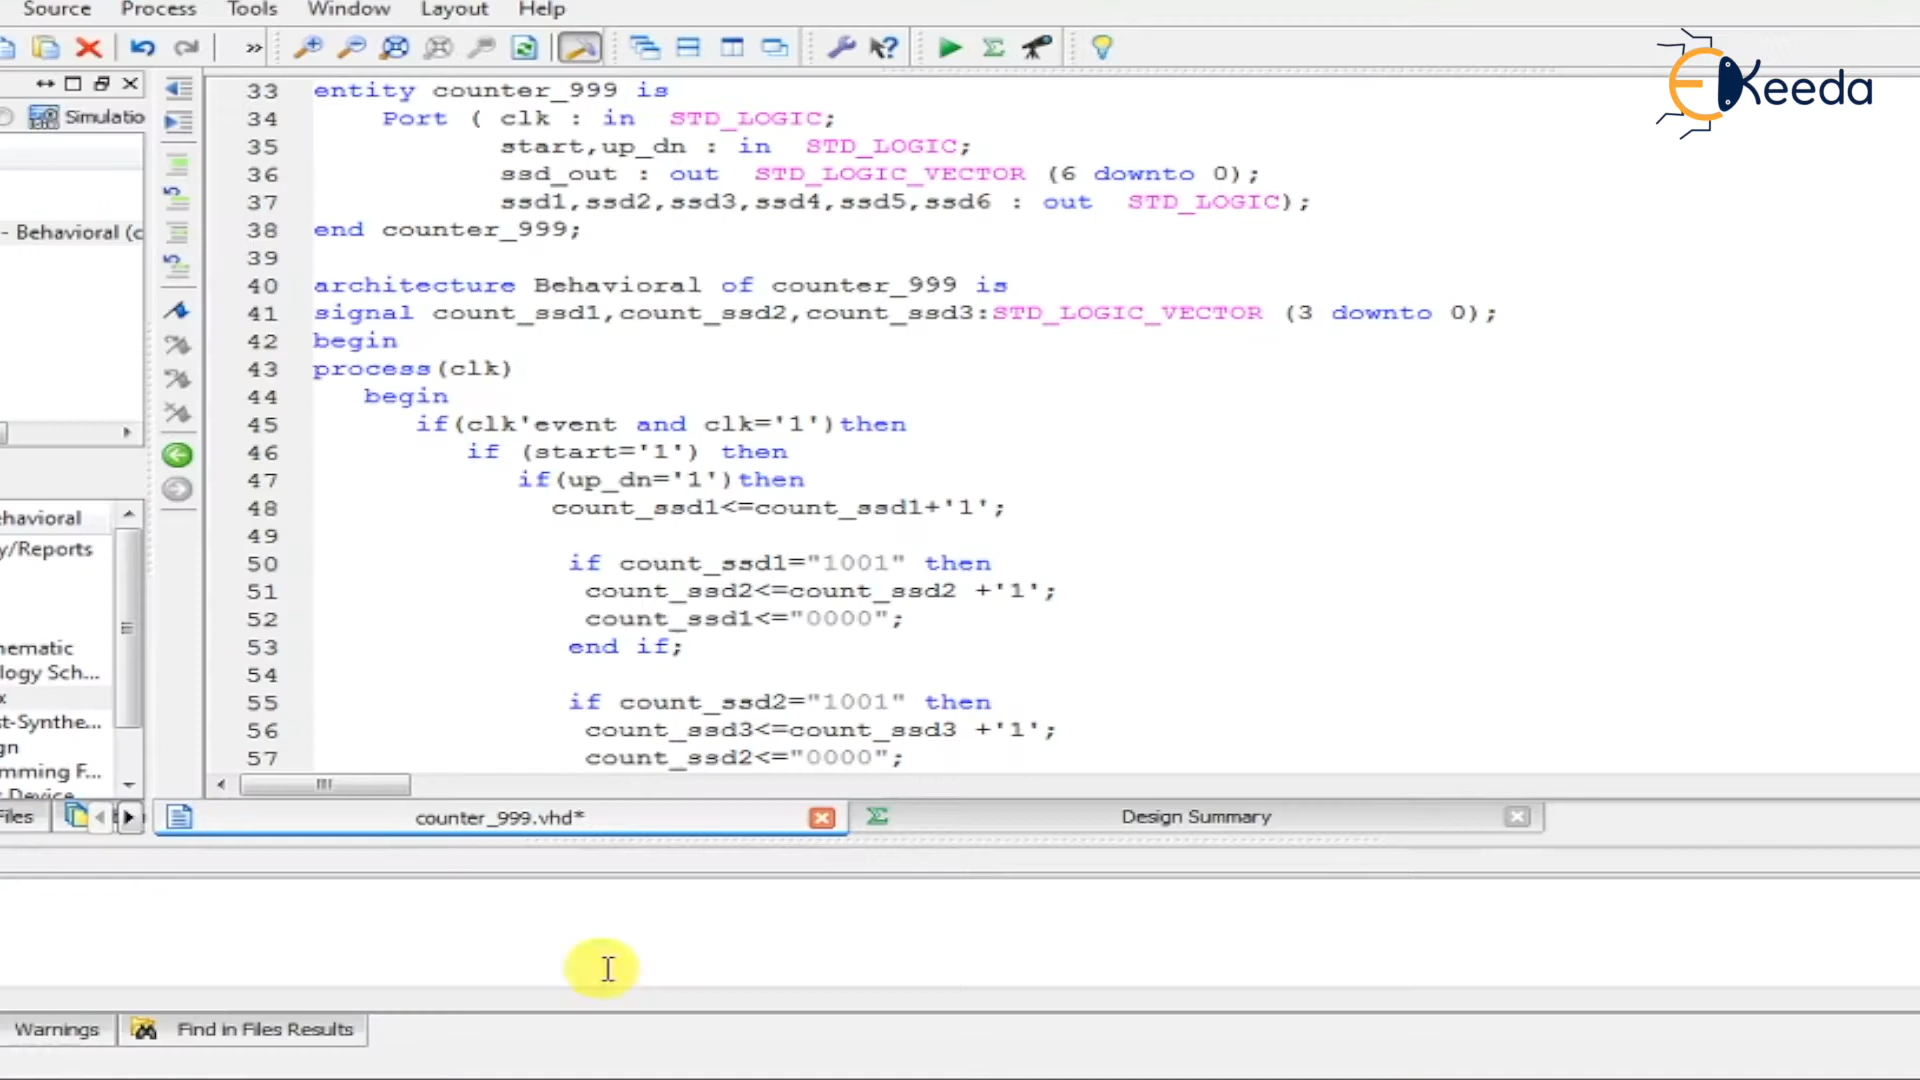 Source Process Tools Window Layout Help
»
Keeda
Simulatio
- Behavioral (c
ehavioral
y/Reports
nematic
ology Sch...
x
st-Synthe...
gn
mming F...
Device
Files
33 entity counter_999 is
34 Port ( clk : in STD_LOGIC;
35 start,up_dn : in STD_LOGIC;
36 ssd_out : out STD_LOGIC_VECTOR (6 downto 0);
37 ssd1,ssd2,ssd3,ssd4,ssd5,ssd6 : out STD_LOGIC);
38 end counter_999;
39
40 architecture Behavioral of counter_999 is
41 signal count_ssd1,count_ssd2,count_ssd3:STD_LOGIC_VECTOR (3 downto 0);
42 begin
43 process(clk)
44 begin
45 if(clk'event and clk='1')then
46 if (start='1') then
47 if(up_dn='1')then
48 count_ssd1<=count_ssd1+'1';
49
50 if count_ssd1="1001" then
51 count_ssd2<=count_ssd2 +'1';
52 count_ssd1<="0000";
53 end if;
54
55 if count_ssd2="1001" then
56 count_ssd3<=count_ssd3 +'1';
57 count_ssd2<="0000";
counter_999.vhd*
Design Summary
Warnings
Find in Files Results